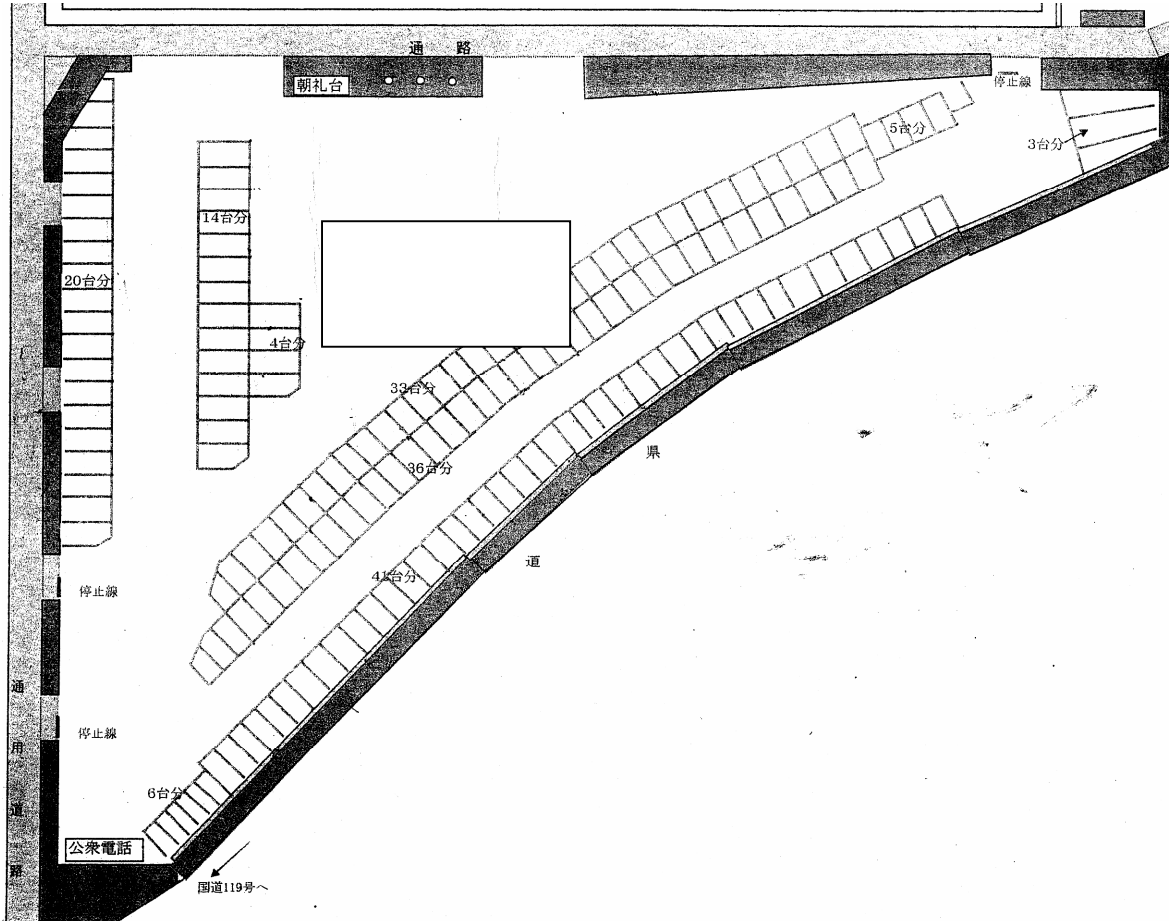 通 路
朝礼台
停止線
5台分
3台分
14台分
20台分
4台分
33台分
36台分
県
道
41台分
停止線
通
用
道
路
停止線
6台分
公衆電話
国道119号へ